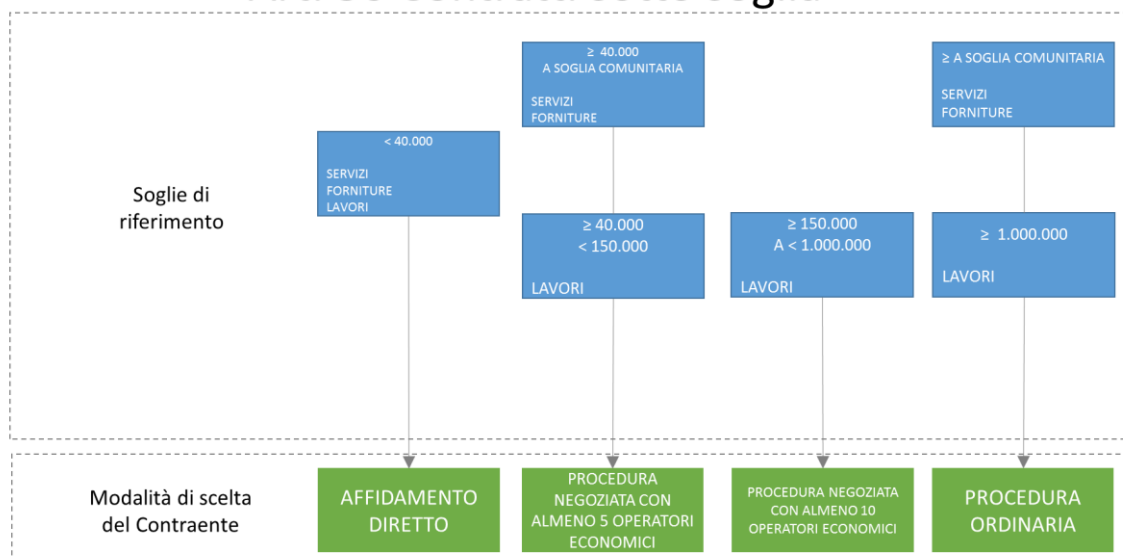 ≥ 40.000
A SOGLIA COMUNITARIA
SERVIZI
FORNITURE
≥ A SOGLIA COMUNITARIA
SERVIZI
FORNITURE
< 40.000
SERVIZI
FORNITURE
LAVORI
Soglie di
riferimento
≥ 40.000
< 150.000
LAVORI
≥ 150.000
A < 1.000.000
LAVORI
≥ 1.000.000
LAVORI
Modalità di scelta
del Contraente
AFFIDAMENTO
DIRETTO
PROCEDURA
NEGOZIATA CON
ALMENO 5 OPERATORI
ECONOMICI
PROCEDURA NEGOZIATA
CON ALMENO 10
OPERATORI ECONOMICI
PROCEDURA
ORDINARIA